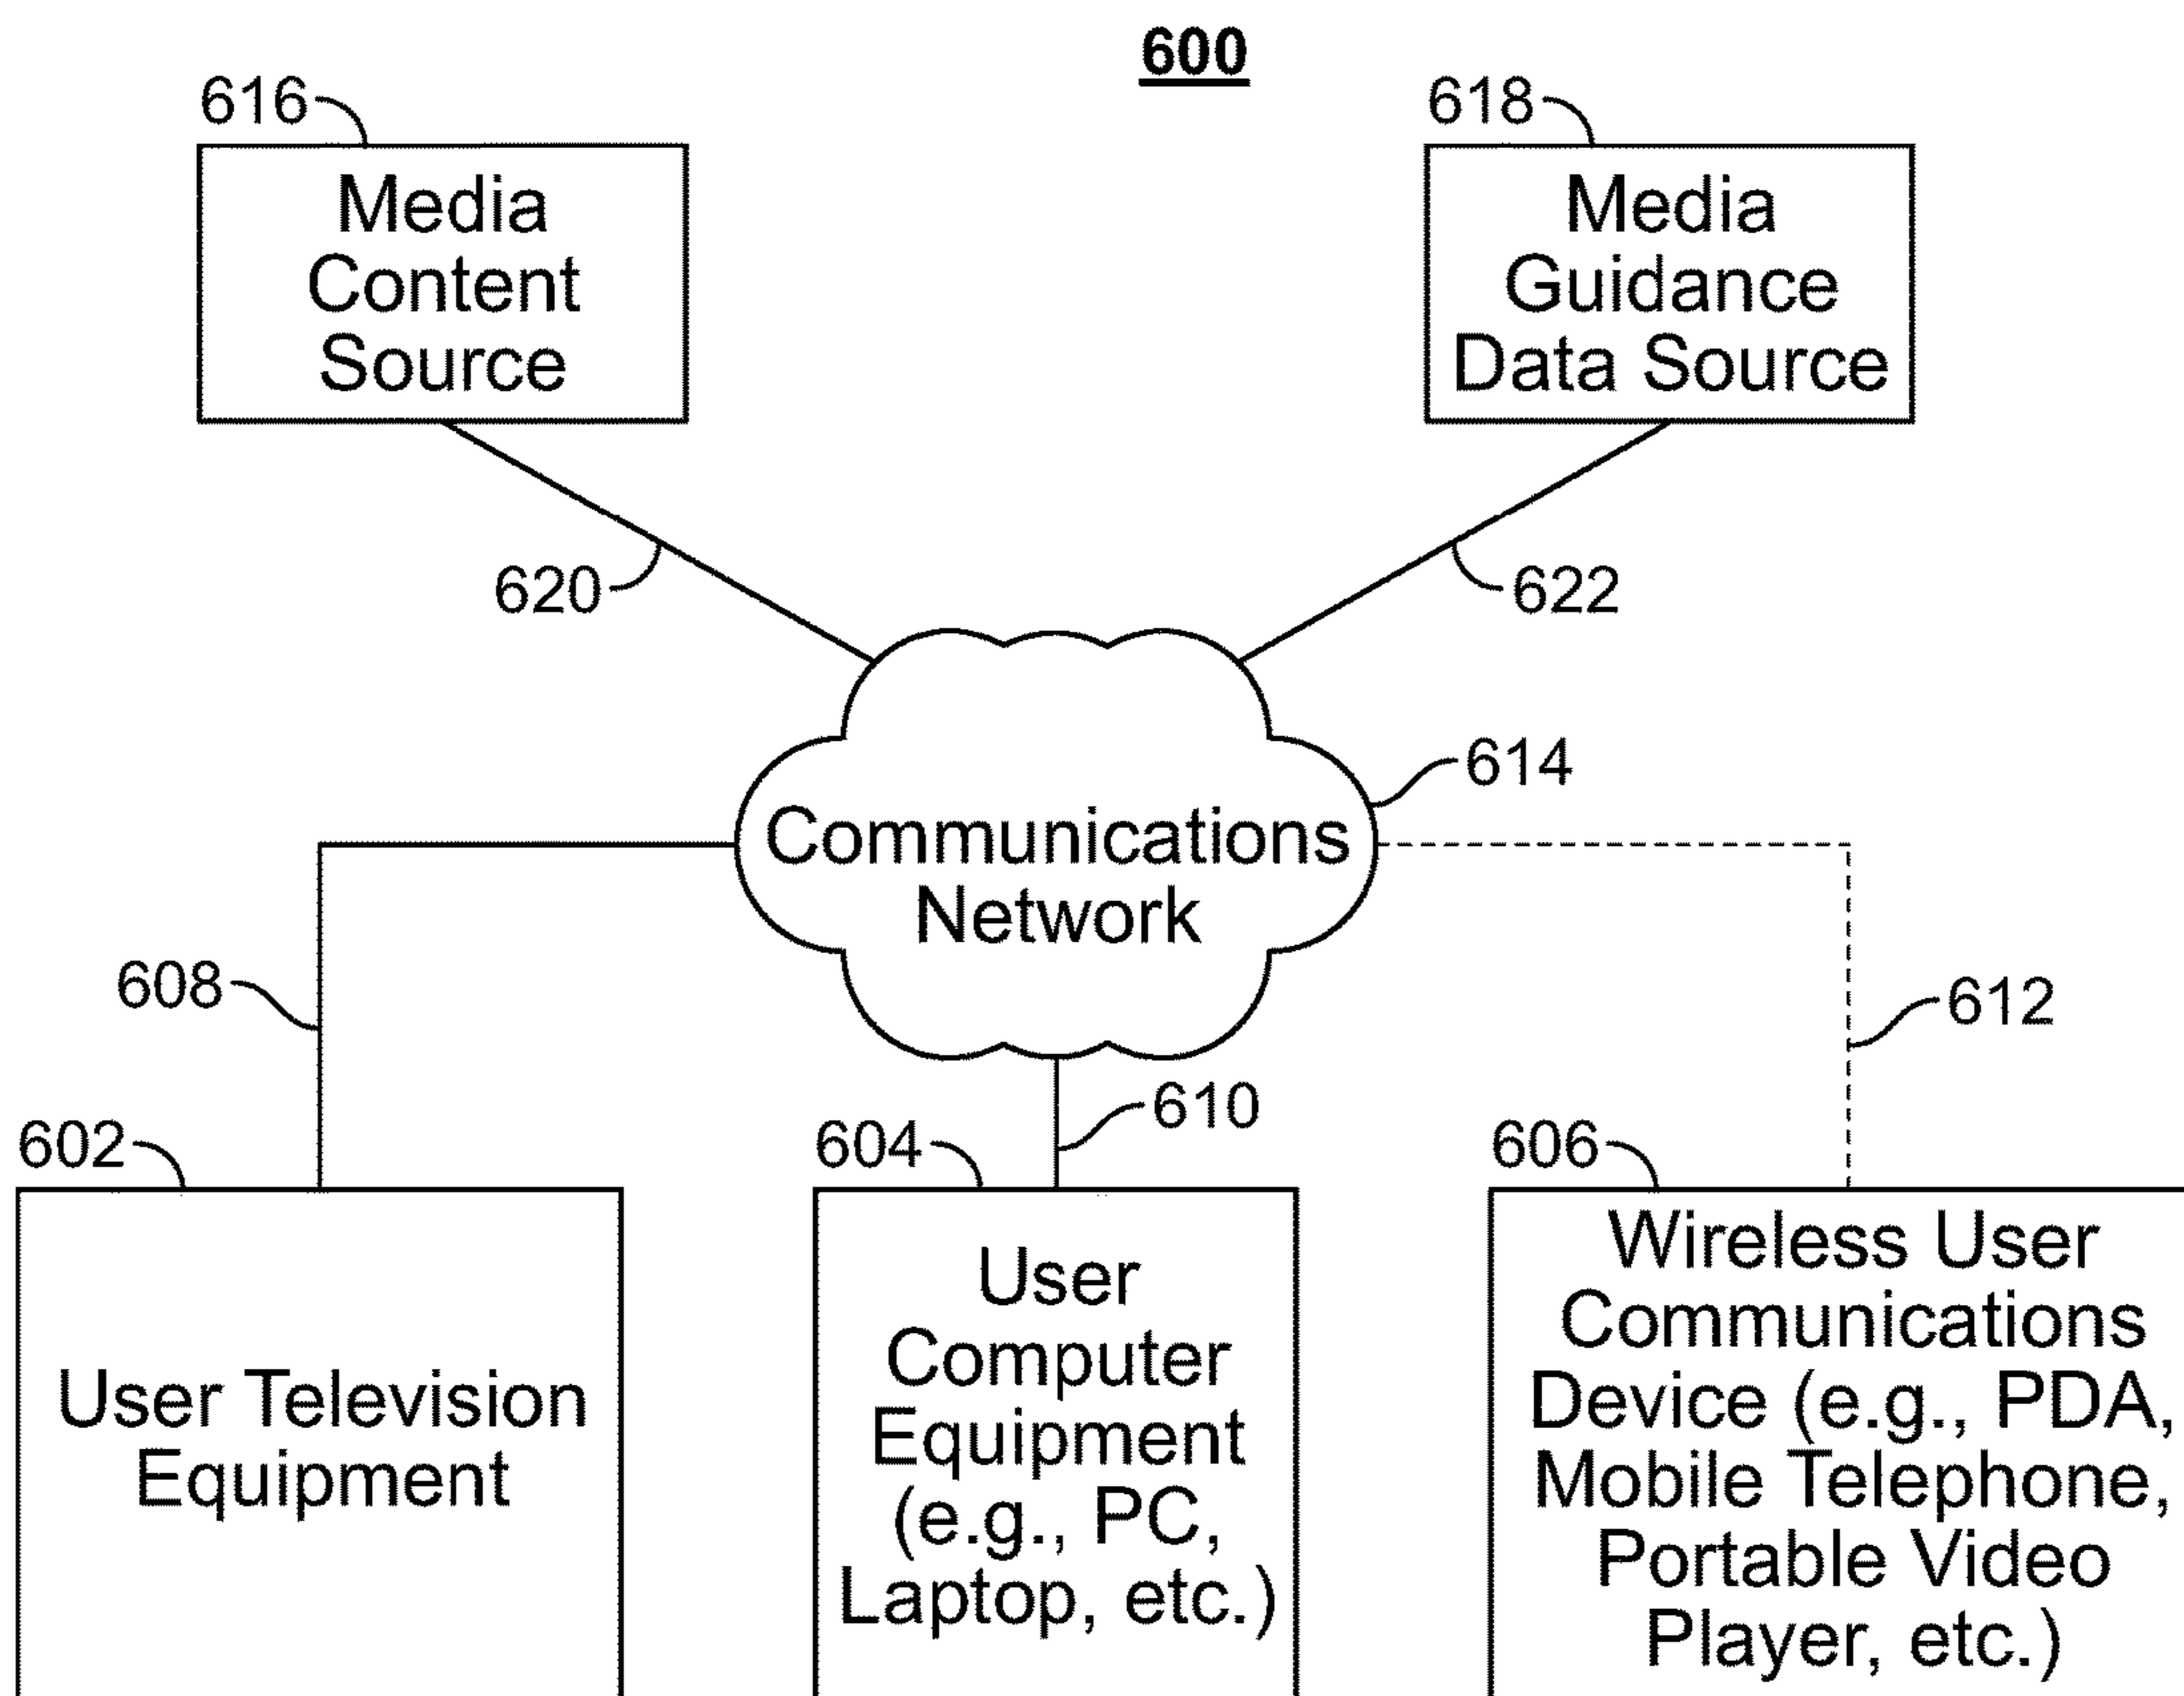 600
616
618
Media
Content
Source
Media
Guidance
Data Source
620
622
614
Communications
Network
608
612
610
602
604
606
User Television
Equipment
User
Computer
Equipment
(e.g., PC,
Laptop, etc.)
Wireless User
Communications
Device (e.g., PDA,
Mobile Telephone,
Portable Video
Player, etc.)